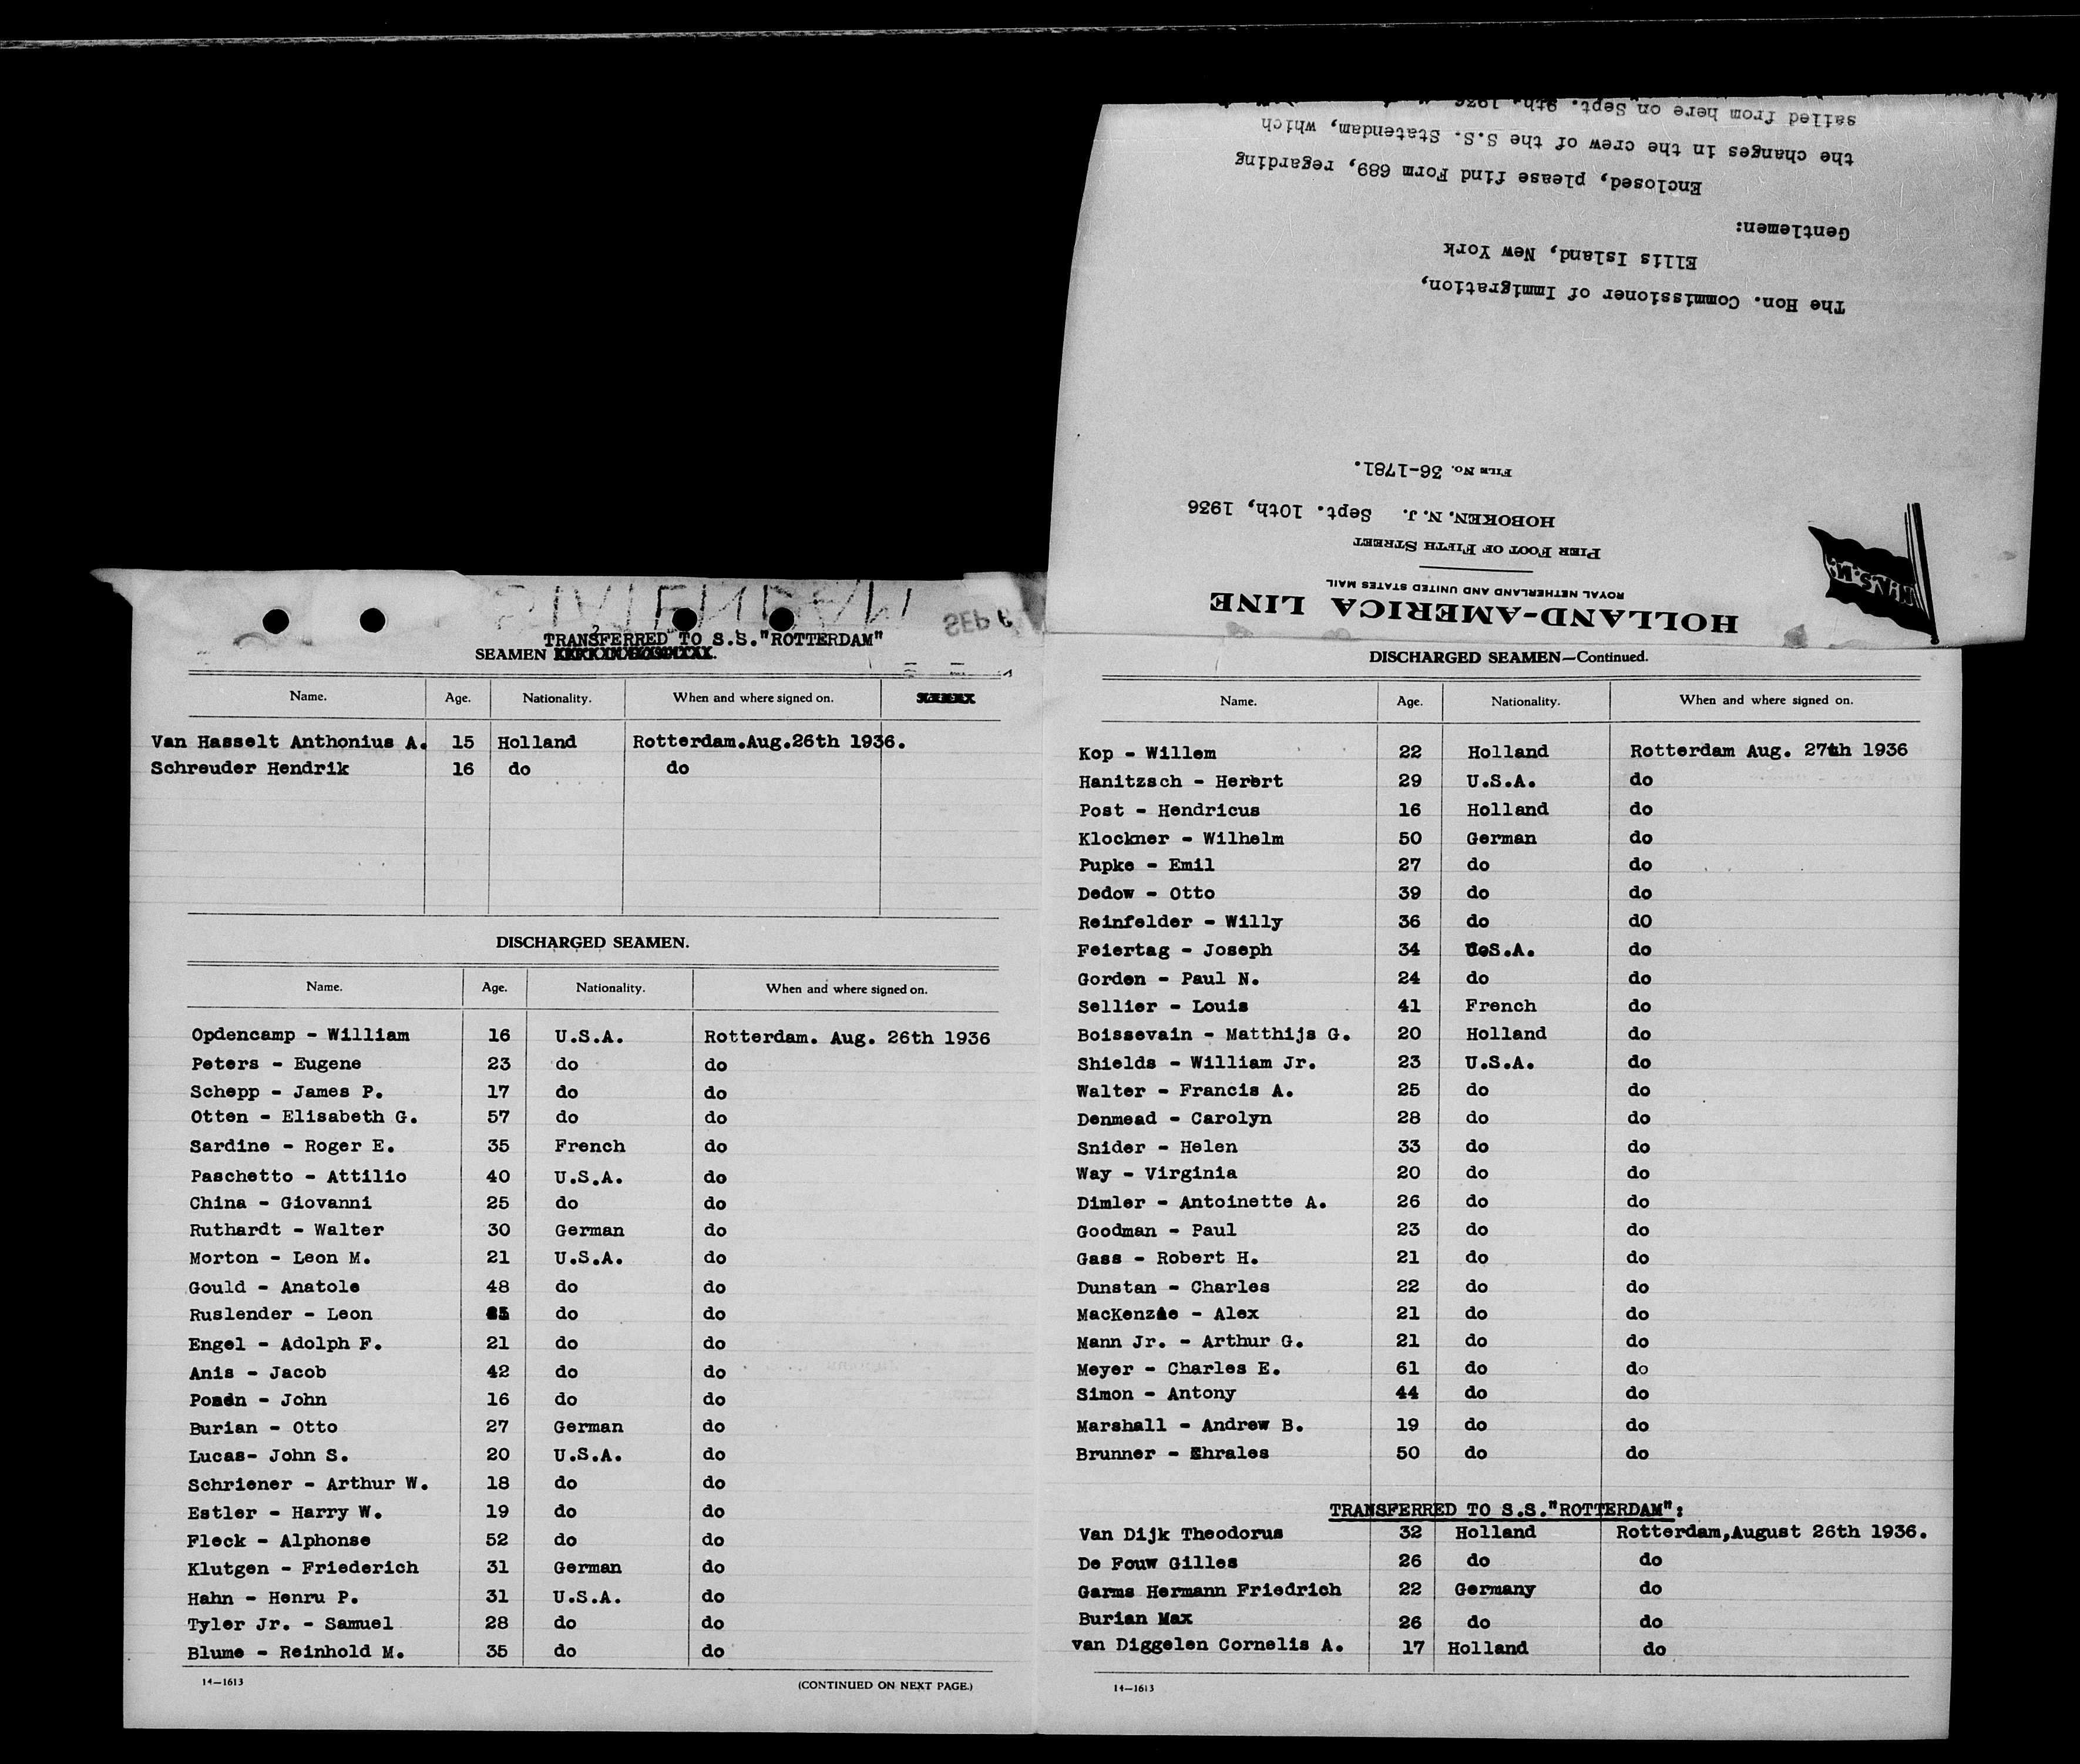 HOLLAND-AMERICA LINE
ROYAL NETHERLAND AND UNITED STATES MAIL
PIER FOOT OF FIFTH STREET
HOBOKEN, N. J. Sept. 10th, 1936
FILE NO. 36-1781.
N.A.S.M.
The Hon. Commissioner of Immigration,
Ellis Island, New York
Gentlemen:
Enclosed, please find Form 689, regarding
the changes in the crew of the S.S. Statendam, which
sailed from here on Sept. 9th, 1936
SEP
TRANSFERRED TO S.S."ROTTERDAM"
SEAMEN
Name. Age. Nationality. When and where signed on.
Van Hasselt Anthonius A. 15 Holland Rotterdam.Aug.26th 1936.
Schreuder Hendrik 16 do do
DISCHARGED SEAMEN.
Name. Age. Nationality. When and where signed on.
Opdencamp - William 16 U.S.A. Rotterdam. Aug. 26th 1936
Peters - Eugene 23 do do
Schepp - James P. 17 do do
Otten - Elisabeth G. 57 do do
Sardine - Roger E. 35 French do
Paschetto - Attilio 40 U.S.A. do
China - Giovanni 25 do do
Ruthardt - Walter 30 German do
Morton - Leon M. 21 U.S.A. do
Gould - Anatole 48 do do
Ruslender - Leon do do
Engel - Adolph F. 21 do do
Anis - Jacob 42 do do
- John 16 do do
Burian - Otto 27 German do
Lucas- John S. 20 U.S.A. do
Schriener - Arthur W. 18 do do
Estler - Harry W. 19 do do
Fleck - Alphonse 52 do do
Klutgen - Friederich 31 German do
Hahn - Henru P. 31 U.S.A. do
Tyler Jr. - Samuel 28 do do
Blume - Reinhold M. 35 do do
14-1613 (CONTINUED ON NEXT PAGE.)
DISCHARGED SEAMEN—Continued.
Name. Age. Nationality. When and where signed on.
Kop - Willem 22 Holland Rotterdam Aug. 27th 1936
Hanitzsch - Herbert 29 U.S.A. do
Post - Hendricus 16 Holland do
Klockner - Wilhelm 50 German do
Pupke - Emil 27 do do
Dedow - Otto 39 do do
Reinfelder - Willy 36 do dO
Feiertag - Joseph 34 U.S.A. do
Gorden - Paul N. 24 do do
Sellier - Louis 41 French do
Boissevain - Matthijs G. 20 Holland do
Shields - William Jr. 23 U.S.A. do
Walter - Francis A. 25 do do
Denmead - Carolyn 28 do do
Snider - Helen 33 do do
Way - Virginia 20 do do
Dimler - Antoinette A. 26 do do
Goodman - Paul 23 do do
Gass - Robert H. 21 do do
Dunstan - Charles 22 do do
MacKenzie - Alex 21 do do
Mann Jr. - Arthur G. 21 do do
Meyer - Charles E. 61 do do
Simon - Antony 44 do do
Marshall - Andrew B. 19 do do
Brunner - Ehrales 50 do do
TRANSFERRED TO S.S."ROTTERDAM":
Van Dijk Theodorus 32 Holland Rotterdam,August 26th 1936.
De Fouw Gilles 26 do do
Garms Hermann Friedrich 22 Germany do
Burian Max 26 do do
van Diggelen Cornelis A. 17 Holland do
14-1613